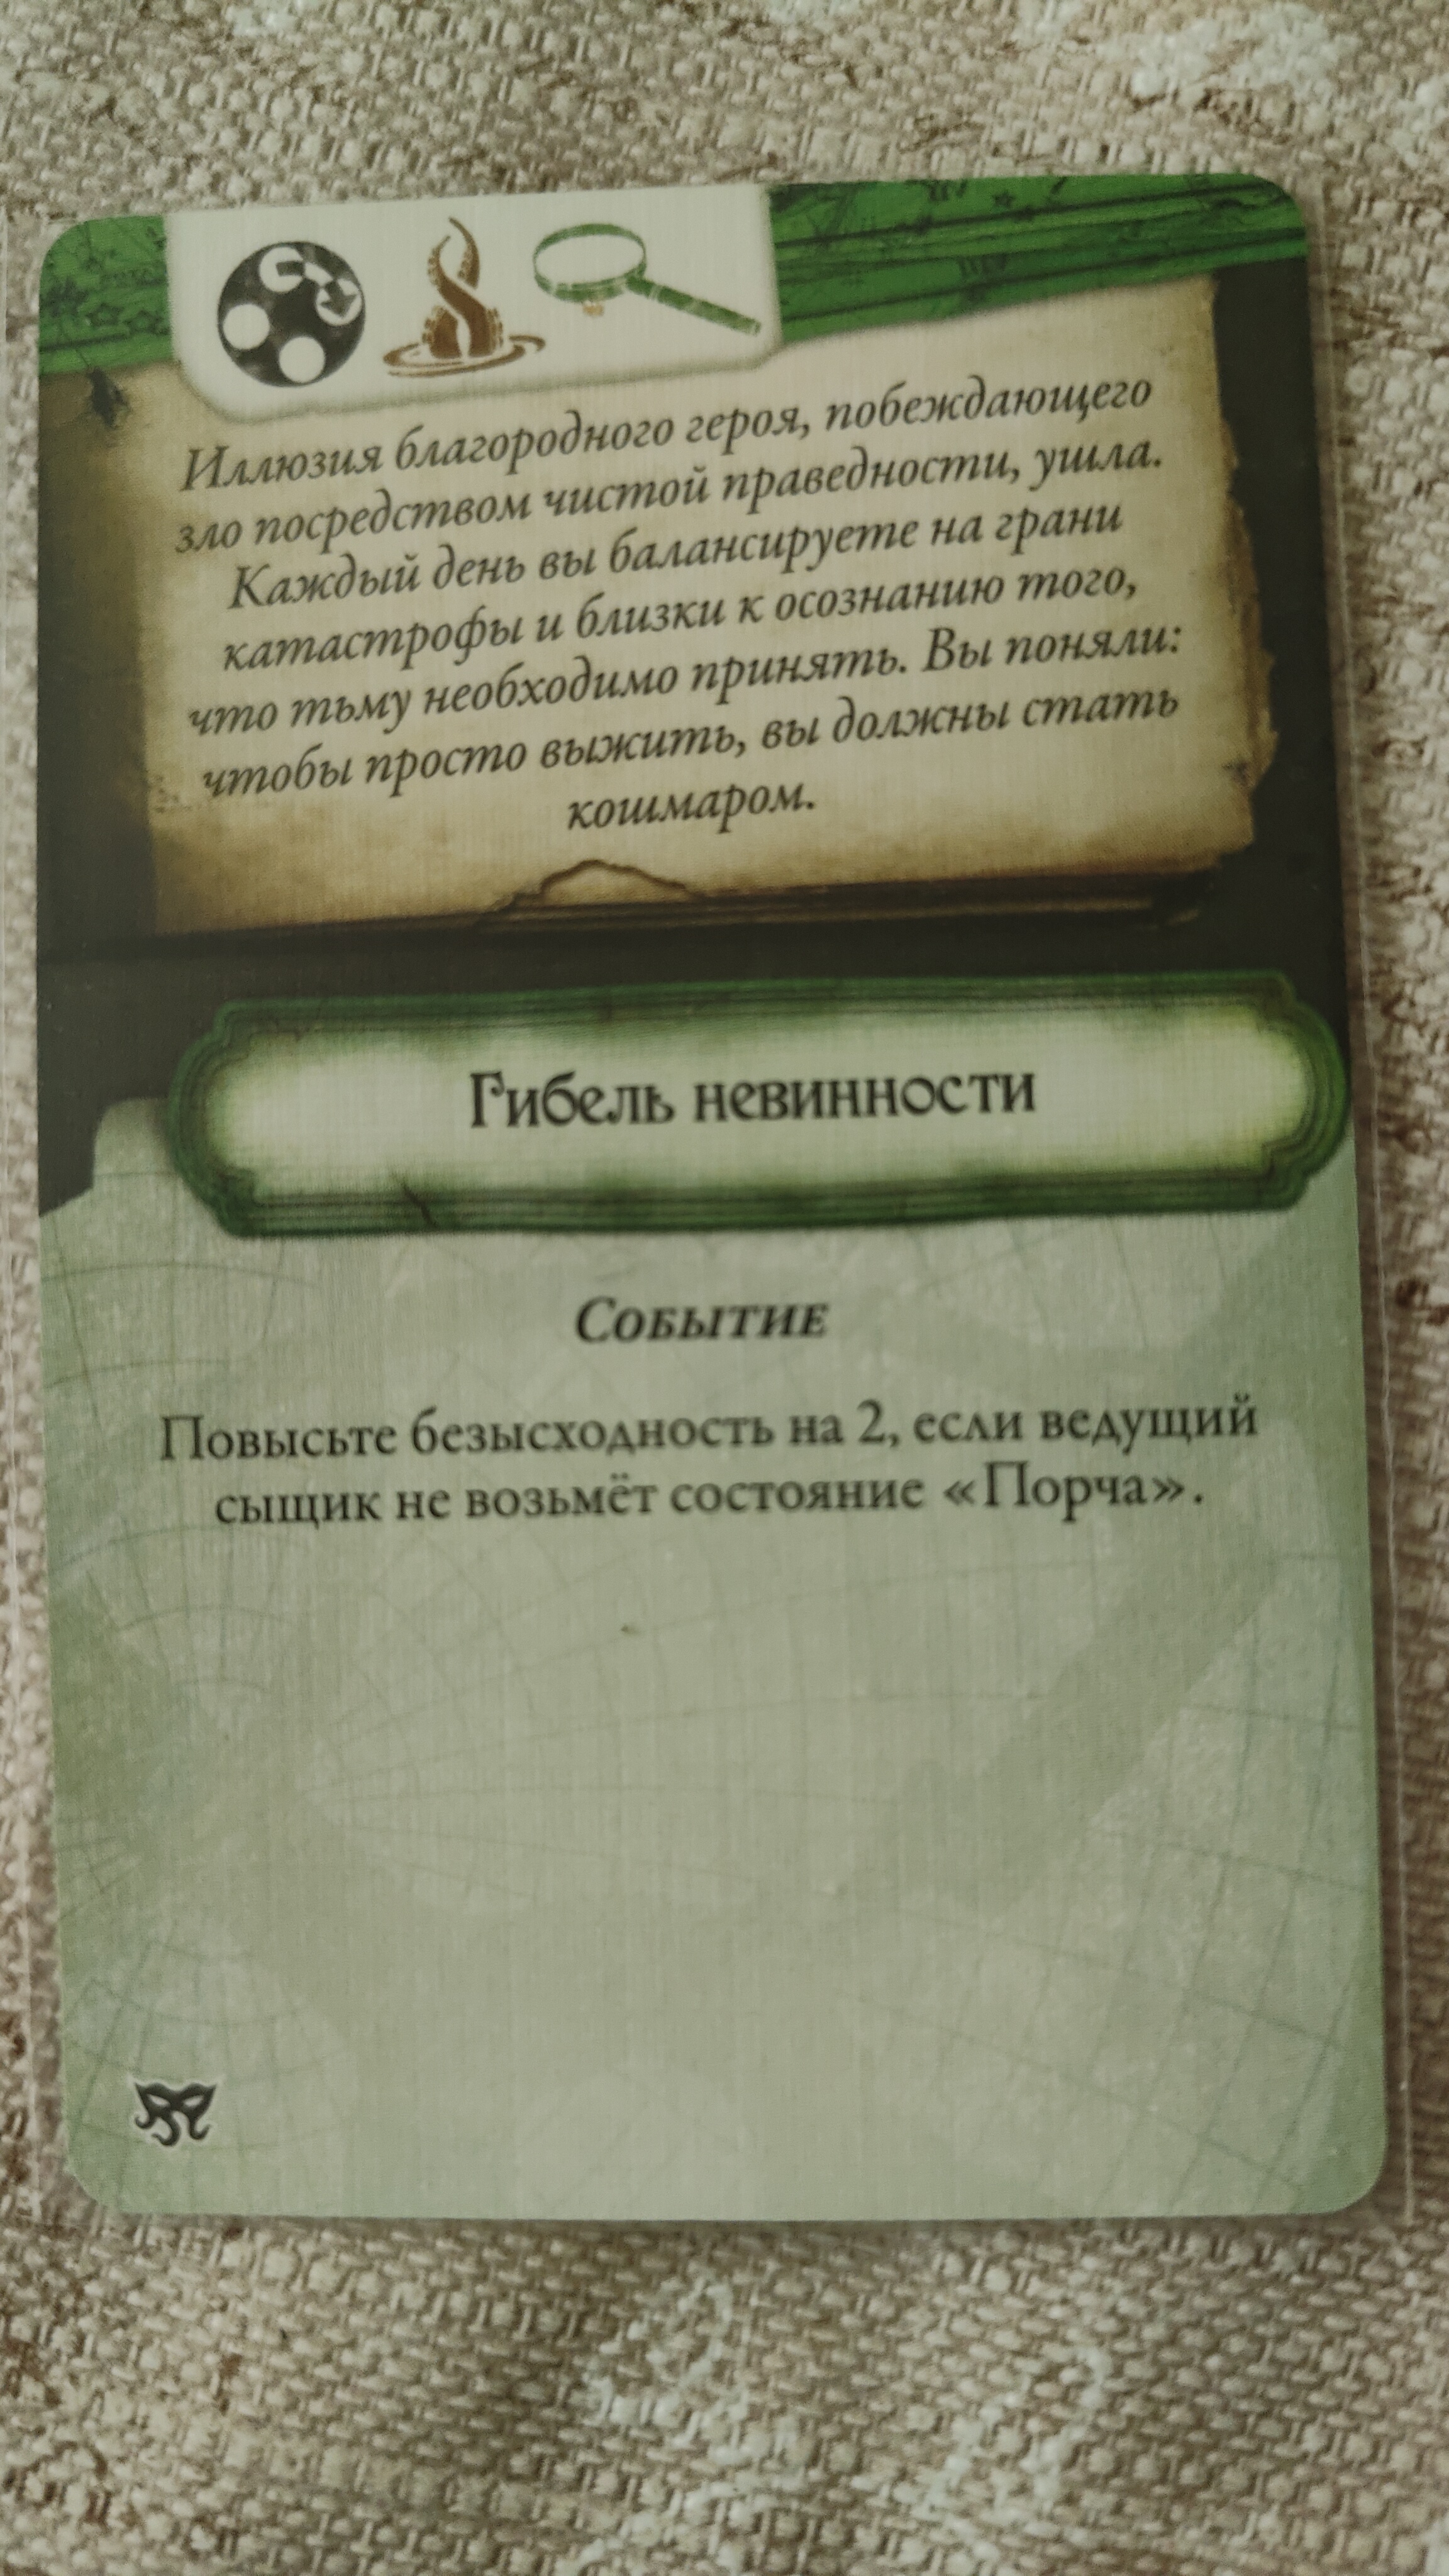 Иллюзия благородного героя, побеждающего
зло посредством чистой праведности, ушла.
Каждый день вы балансируете на грани
катастрофы и близки к осознанию того,
что тьму необходимо принять. Вы поняли:
чтобы просто выжить, вы должны стать
кошмаром.
Гибель невинности
Событие
Повысьте безысходность на 2, если ведущий
сыщик не возьмёт состояние «Порча».